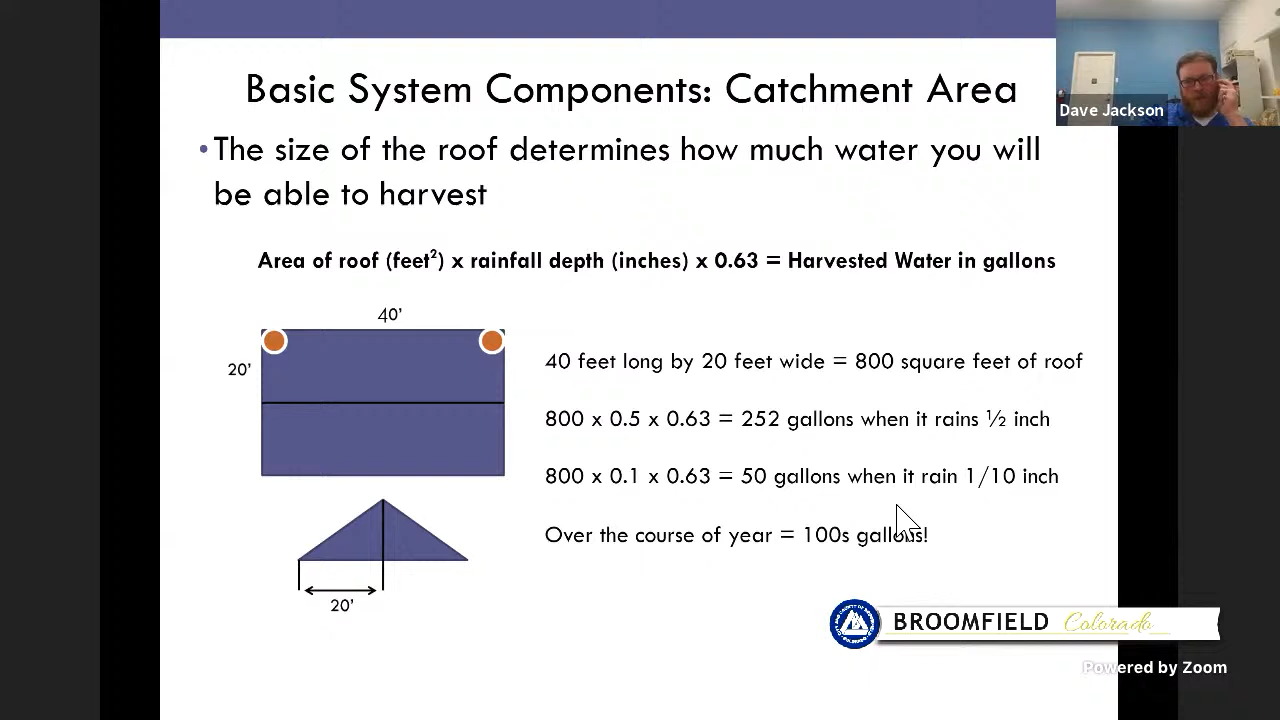 Basic System Components: Catchment Area
Dave Jackson
•The size of the roof determines how much water you will
be able to harvest
Area of roof (feet²) x rainfall depth (inches) x 0.63 = Harvested Water in gallons
40'
20'
40 feet long by 20 feet wide = 800 square feet of roof
800 x 0.5 x 0.63 = 252 gallons when it rains ½ inch
800 x 0.1 x 0.63 = 50 gallons when it rain 1/10 inch
Over the course of year = 100s gallons!
20'
BROOMFIELD Colorado
Powered by Zoom